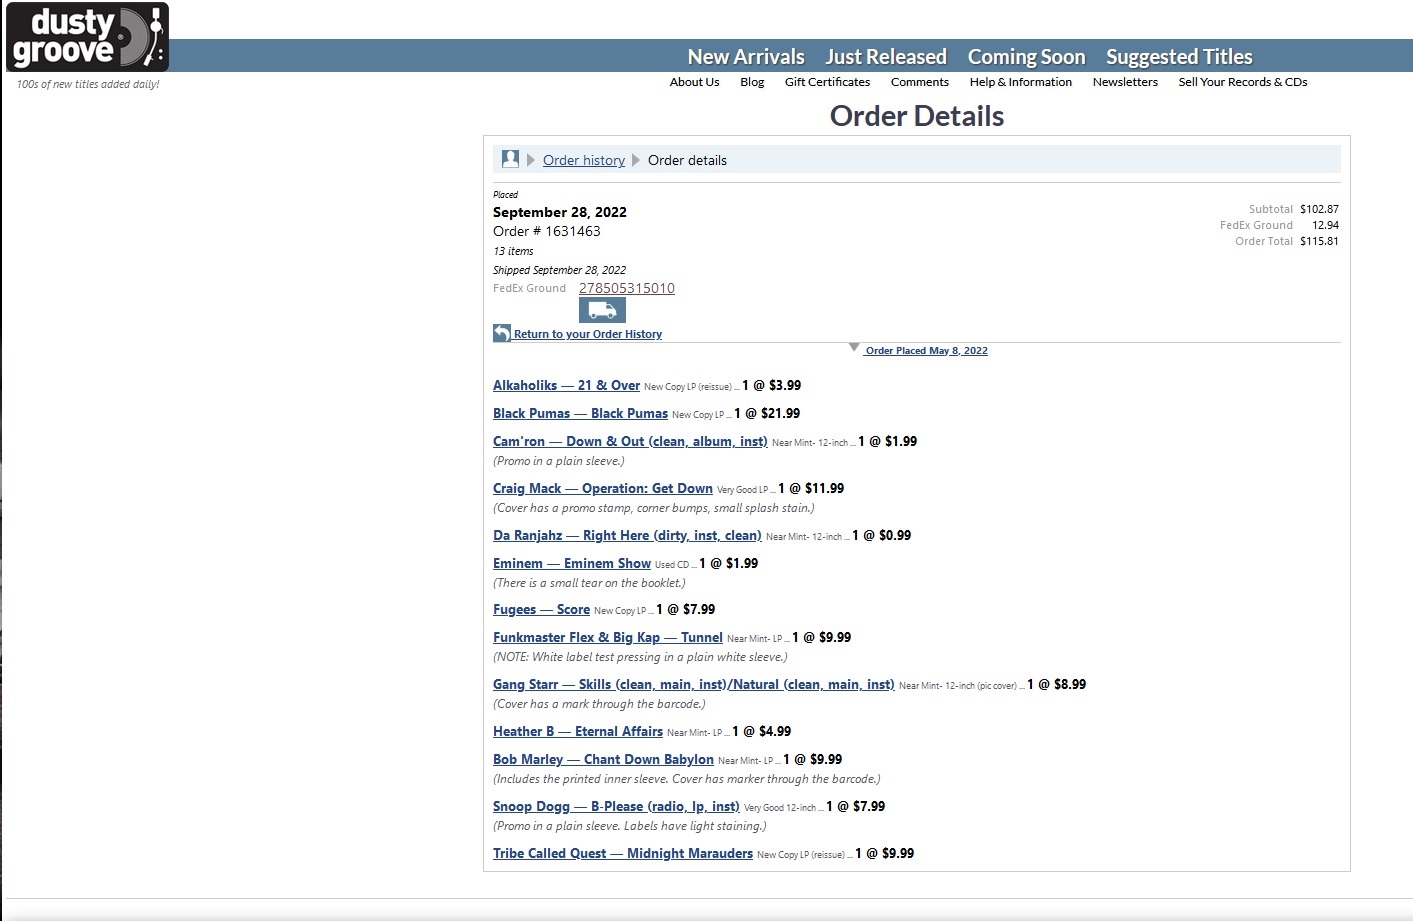 dusty
groove
100s of new titles added daily!
New Arrivals Just Released Coming Soon Suggested Titles
About Us Blog Gift Certificates Comments Help & Information Newsletters Sell Your Records & CDs
Order Details
Order history Order details
Placed
September 28, 2022
Order # 1631463
13 items
Shipped September 28, 2022
FedEx Ground 278505315010
Subtotal $102.87
FedEx Ground 12.94
Order Total $115.81
Return to your Order History
Order Placed May 8, 2022
Alkaholiks — 21 & Over New Copy LP (reissue) ... 1 @ $3.99
Black Pumas — Black Pumas New Copy LP ... 1 @ $21.99
Cam'ron — Down & Out (clean, album, inst) Near Mint- 12-inch ... 1 @ $1.99
(Promo in a plain sleeve.)
Craig Mack — Operation: Get Down Very Good LP ... 1 @ $11.99
(Cover has a promo stamp, corner bumps, small splash stain.)
Da Ranjahz — Right Here (dirty, inst, clean) Near Mint- 12-inch ... 1 @ $0.99
Eminem — Eminem Show Used CD ... 1 @ $1.99
(There is a small tear on the booklet.)
Fugees — Score New Copy LP ... 1 @ $7.99
Funkmaster Flex & Big Kap — Tunnel Near Mint- LP ... 1 @ $9.99
(NOTE: White label test pressing in a plain white sleeve.)
Gang Starr — Skills (clean, main, inst)/Natural (clean, main, inst) Near Mint- 12-inch (pic cover) ... 1 @ $8.99
(Cover has a mark through the barcode.)
Heather B — Eternal Affairs Near Mint- LP ... 1 @ $4.99
Bob Marley — Chant Down Babylon Near Mint- LP ... 1 @ $9.99
(Includes the printed inner sleeve. Cover has marker through the barcode.)
Snoop Dogg — B-Please (radio, lp, inst) Very Good 12-inch ... 1 @ $7.99
(Promo in a plain sleeve. Labels have light staining.)
Tribe Called Quest — Midnight Marauders New Copy LP (reissue) ... 1 @ $9.99